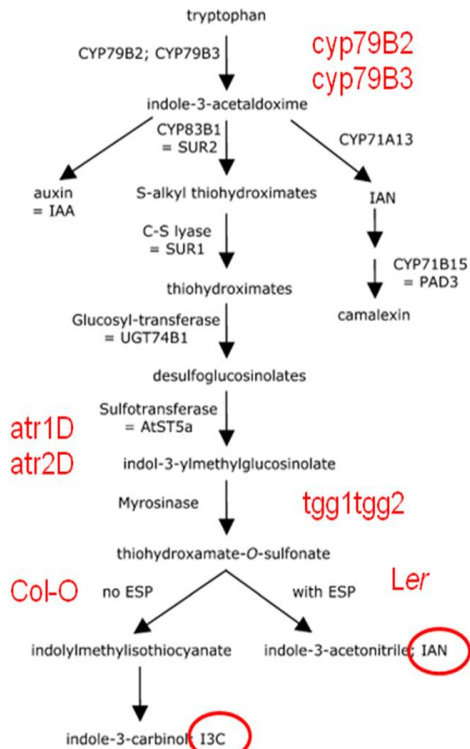 tryptophan
CYP79B2; CYP79B3
cyp79B2
cyp79B3
indole-3-acetaldoxime
CYP83B1
= SUR2
CYP71A13
auxin
= IAA
S-alkyl thiohydroximates
IAN
C-S lyase
= SUR1
CYP71B15
= PAD3
thiohydroximates
camalexin
Glucosyl-transferase
= UGT74B1
desulfoglucosinolates
Sulfotransferase
= AtST5a
atr1D
atr2D
indol-3-ylmethylglucosinolate
Myrosinase
tgg1tgg2
thiohydroxamate-O-sulfonate
Col-O
no ESP
with ESP
Ler
indolylmethylisothiocyanate
indole-3-acetonitrile; IAN
indole-3-carbinol; I3C